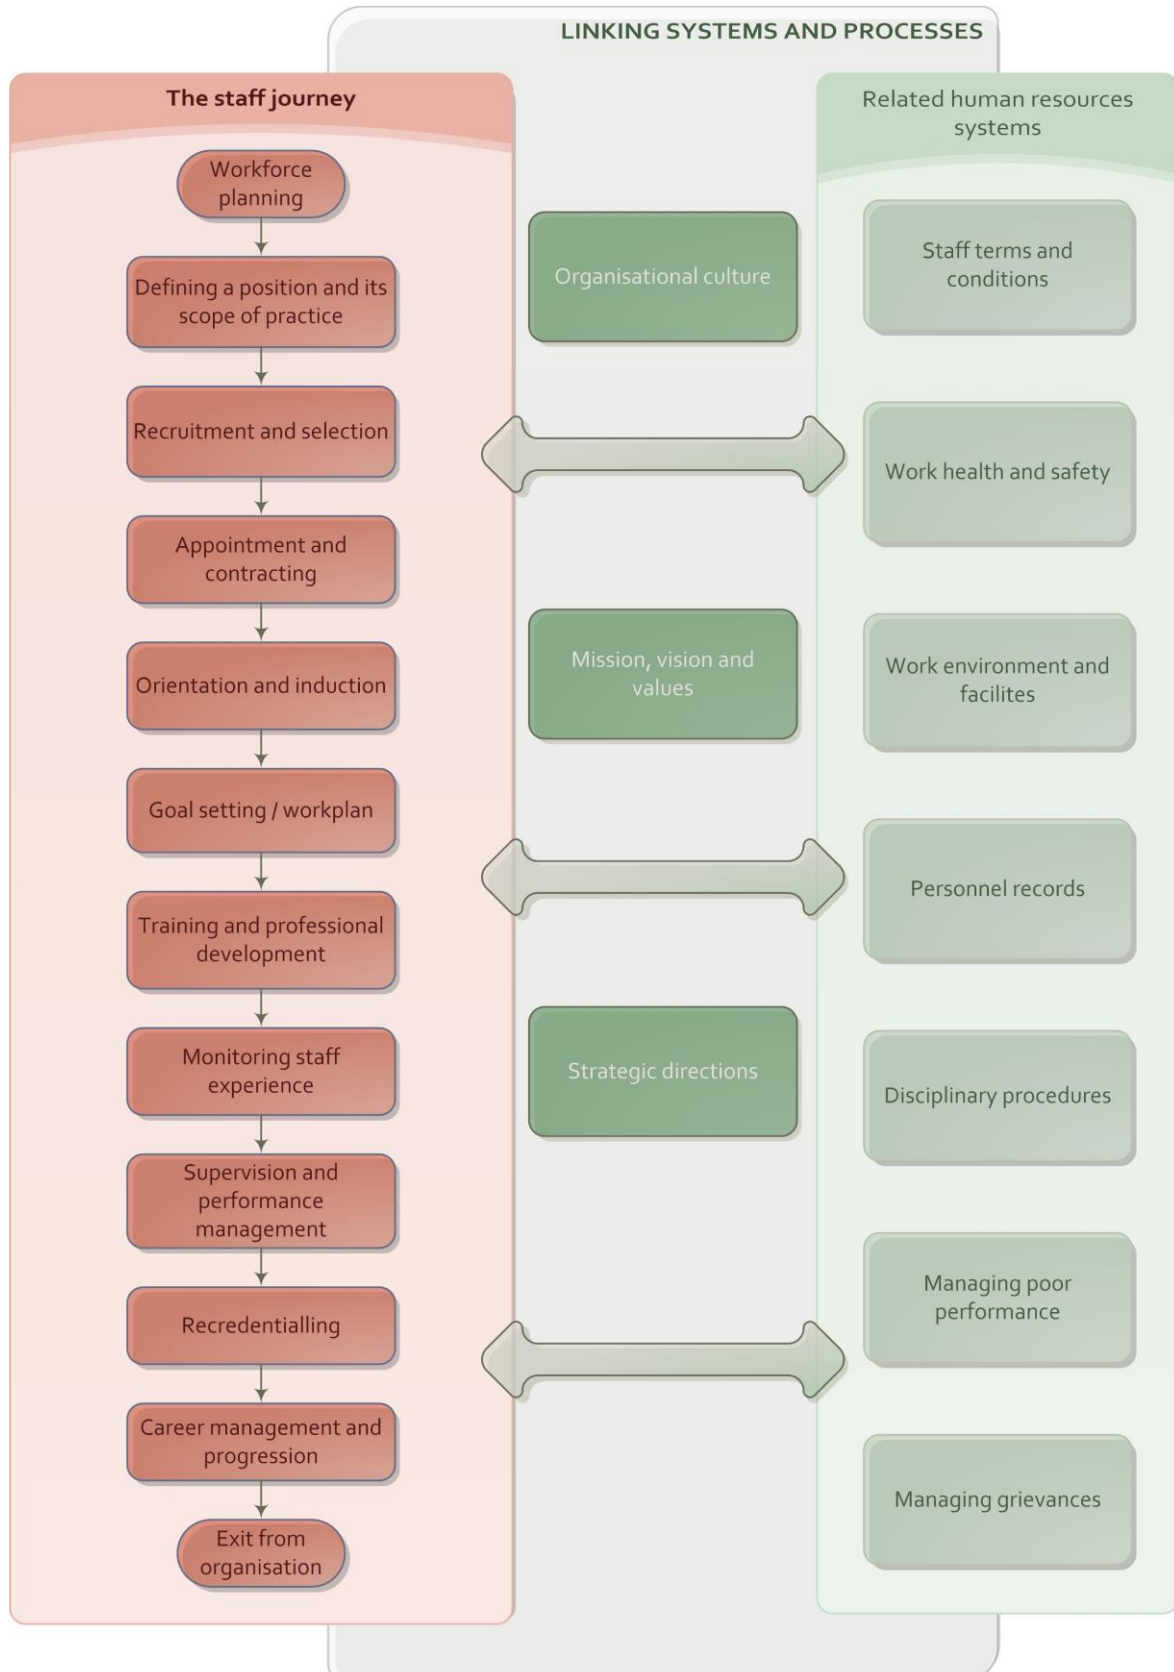 LINKING SYSTEMS AND PROCESSES
The staff journey
Workforce
planning
Defining a position and its
scope of practice
Recruitment and selection
Appointment and
contracting
Orientation and induction
Goal setting / workplan
Training and professional
development
Monitoring staff
experience
Supervision and
performance
management
Recredentialling
Career management and
progression
Exit from
organisation
Organisational culture
Mission, vision and
values
Strategic directions
Related human resources
systems
Staff terms and
conditions
Work health and safety
Work environment and
facilites
Personnel records
Disciplinary procedures
Managing poor
performance
Managing grievances